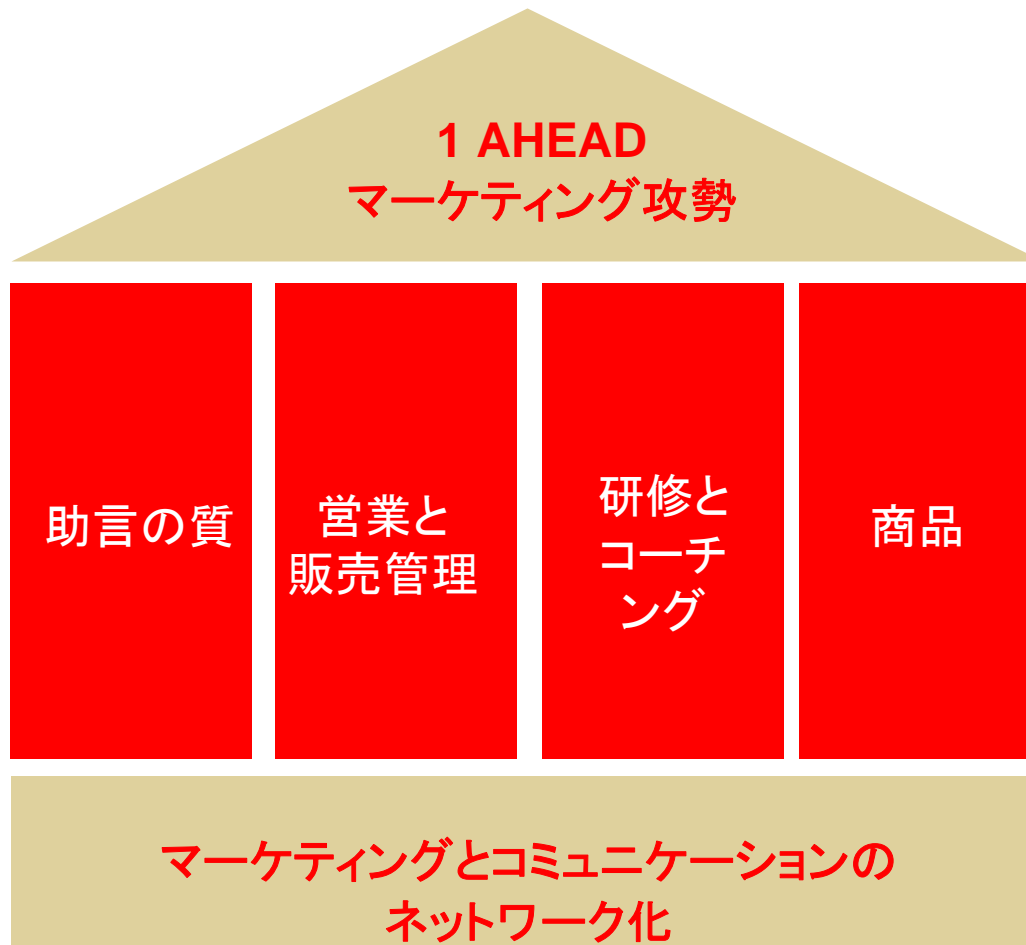 1 AHEAD
マーケティング攻勢
助言の質
営業と
販売管理
研修と
コーチ
ング
商品
マーケティングとコミュニケーションの
ネットワーク化